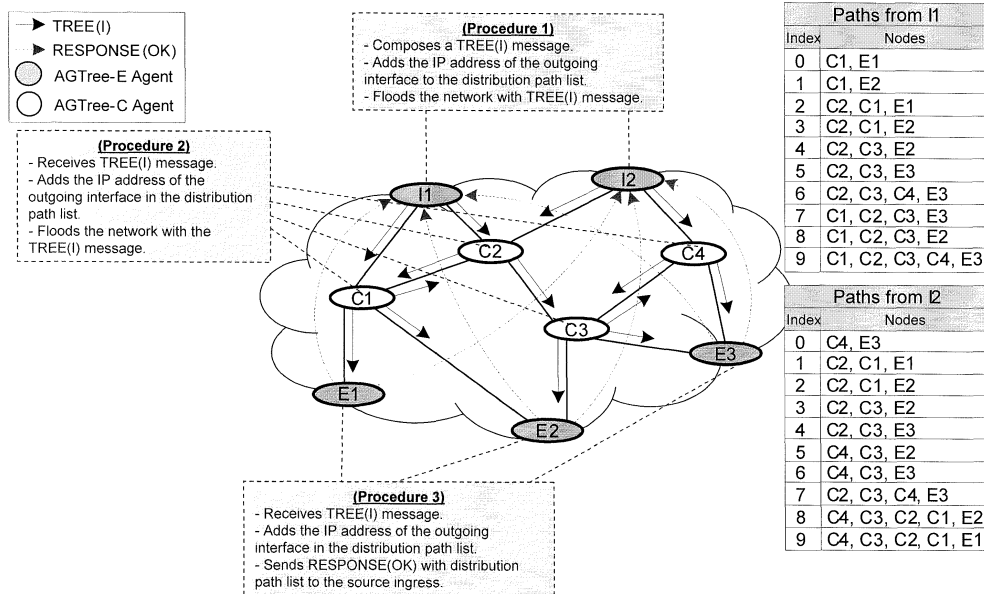 TREE(I)
RESPONSE(OK)
AGTree-E Agent
AGTree-C Agent
(Procedure 1)
- Composes a TREE(I) message.
- Adds the IP address of the outgoing
interface to the distribution path list.
- Floods the network with TREE(I) message.
(Procedure 2)
- Receives TREE(I) message.
- Adds the IP address of the
outgoing interface in the distribution
path list.
- Floods the network with the
TREE(I) message.
I1
I2
C2
C4
C1
C3
E3
E1
E2
(Procedure 3)
- Receives TREE(I) message.
- Adds the IP address of the outgoing
interface in the distribution path list.
- Sends RESPONSE(OK) with distribution
path list to the source ingress.
Paths from I1
Index Nodes
0 C1, E1
1 C1, E2
2 C2, C1, E1
3 C2, C1, E2
4 C2, C3, E2
5 C2, C3, E3
6 C2, C3, C4, E3
7 C1, C2, C3, E3
8 C1, C2, C3, E2
9 C1, C2, C3, C4, E3
Paths from I2
Index Nodes
0 C4, E3
1 C2, C1, E1
2 C2, C1, E2
3 C2, C3, E2
4 C2, C3, E3
5 C4, C3, E2
6 C4, C3, E3
7 C2, C3, C4, E3
8 C4, C3, C2, C1, E2
9 C4, C3, C2, C1, E1